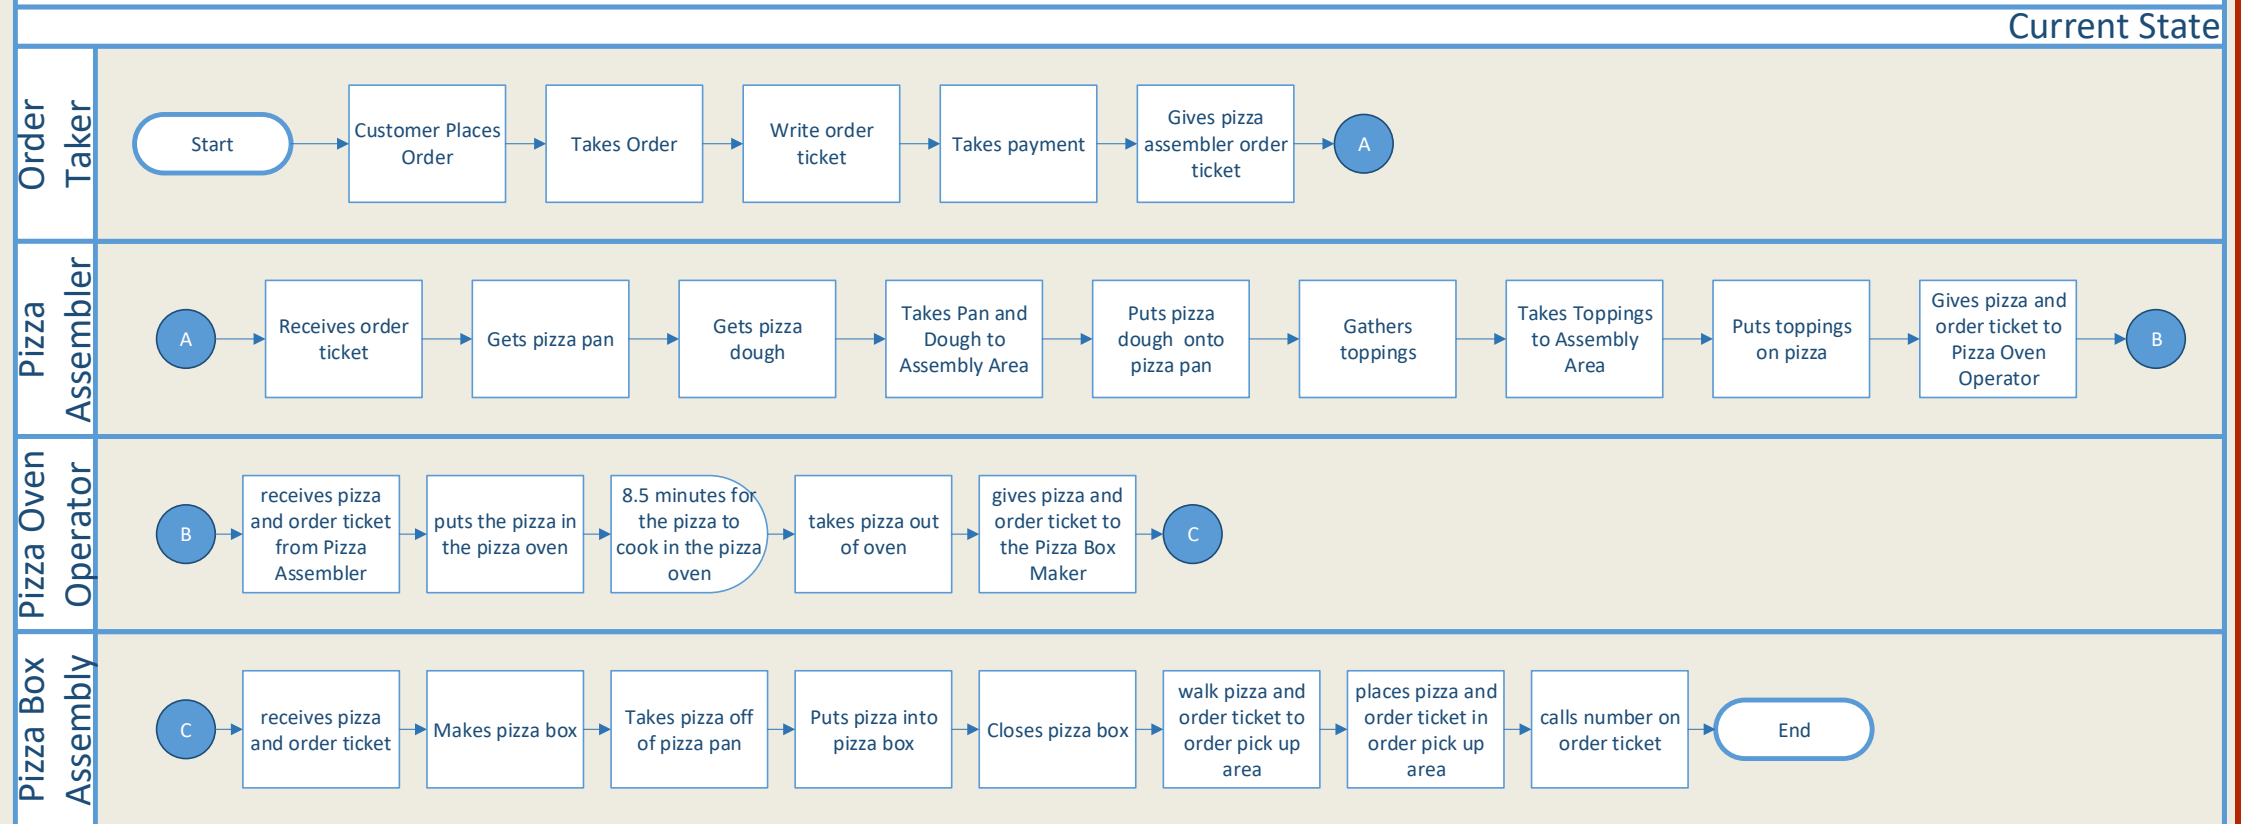 Current State
Order
Taker
Start
Customer Places
Order
Takes Order
Write order
ticket
Takes payment
Gives pizza
assembler order
ticket
A
Pizza
Assembler
A
Receives order
ticket
Gets pizza pan
Gets pizza
dough
Takes Pan and
Dough to
Assembly Area
Puts pizza
dough onto
pizza pan
Gathers
toppings
Takes Toppings
to Assembly
Area
Puts toppings
on pizza
Gives pizza and
order ticket to
Pizza Oven
Operator
B
Pizza Oven
Operator
B
receives pizza
and order ticket
from Pizza
Assembler
puts the pizza in
the pizza oven
8.5 minutes for
the pizza to
cook in the pizza
oven
takes pizza out
of oven
gives pizza and
order ticket to
the Pizza Box
Maker
C
Pizza Box
Assembly
C
receives pizza
and order ticket
Makes pizza box
Takes pizza off
of pizza pan
Puts pizza into
pizza box
Closes pizza box
walk pizza and
order ticket to
order pick up
area
places pizza and
order ticket in
order pick up
area
calls number on
order ticket
End